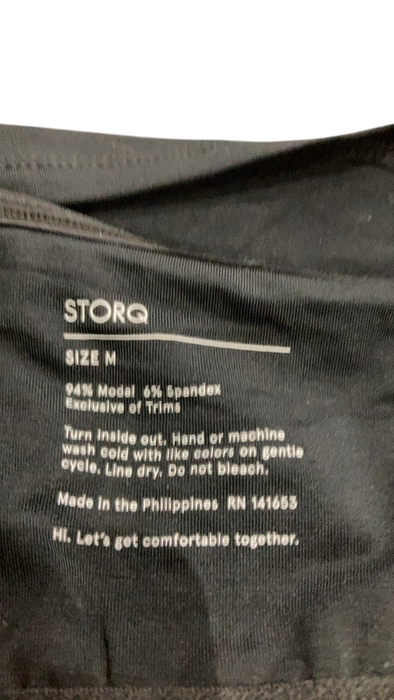 STORQ
SIZE M
94% Modal 6% Spandex
Exclusive of Trims
Turn inside out. Hand or machine
wash cold with like colors on gentle
cycle. Line dry. Do not bleach.
Made in the Philippines RN 141653
Hi. Let's get comfortable together.